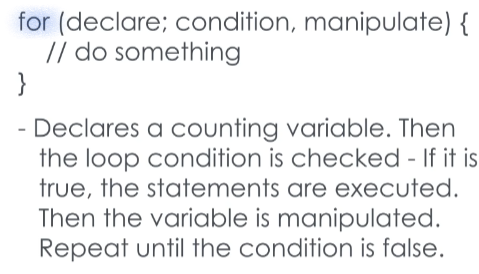 for (declare; condition, manipulate) {
// do something
}
- Declares a counting variable. Then
the loop condition is checked - If it is
true, the statements are executed.
Then the variable is manipulated.
Repeat until the condition is false.